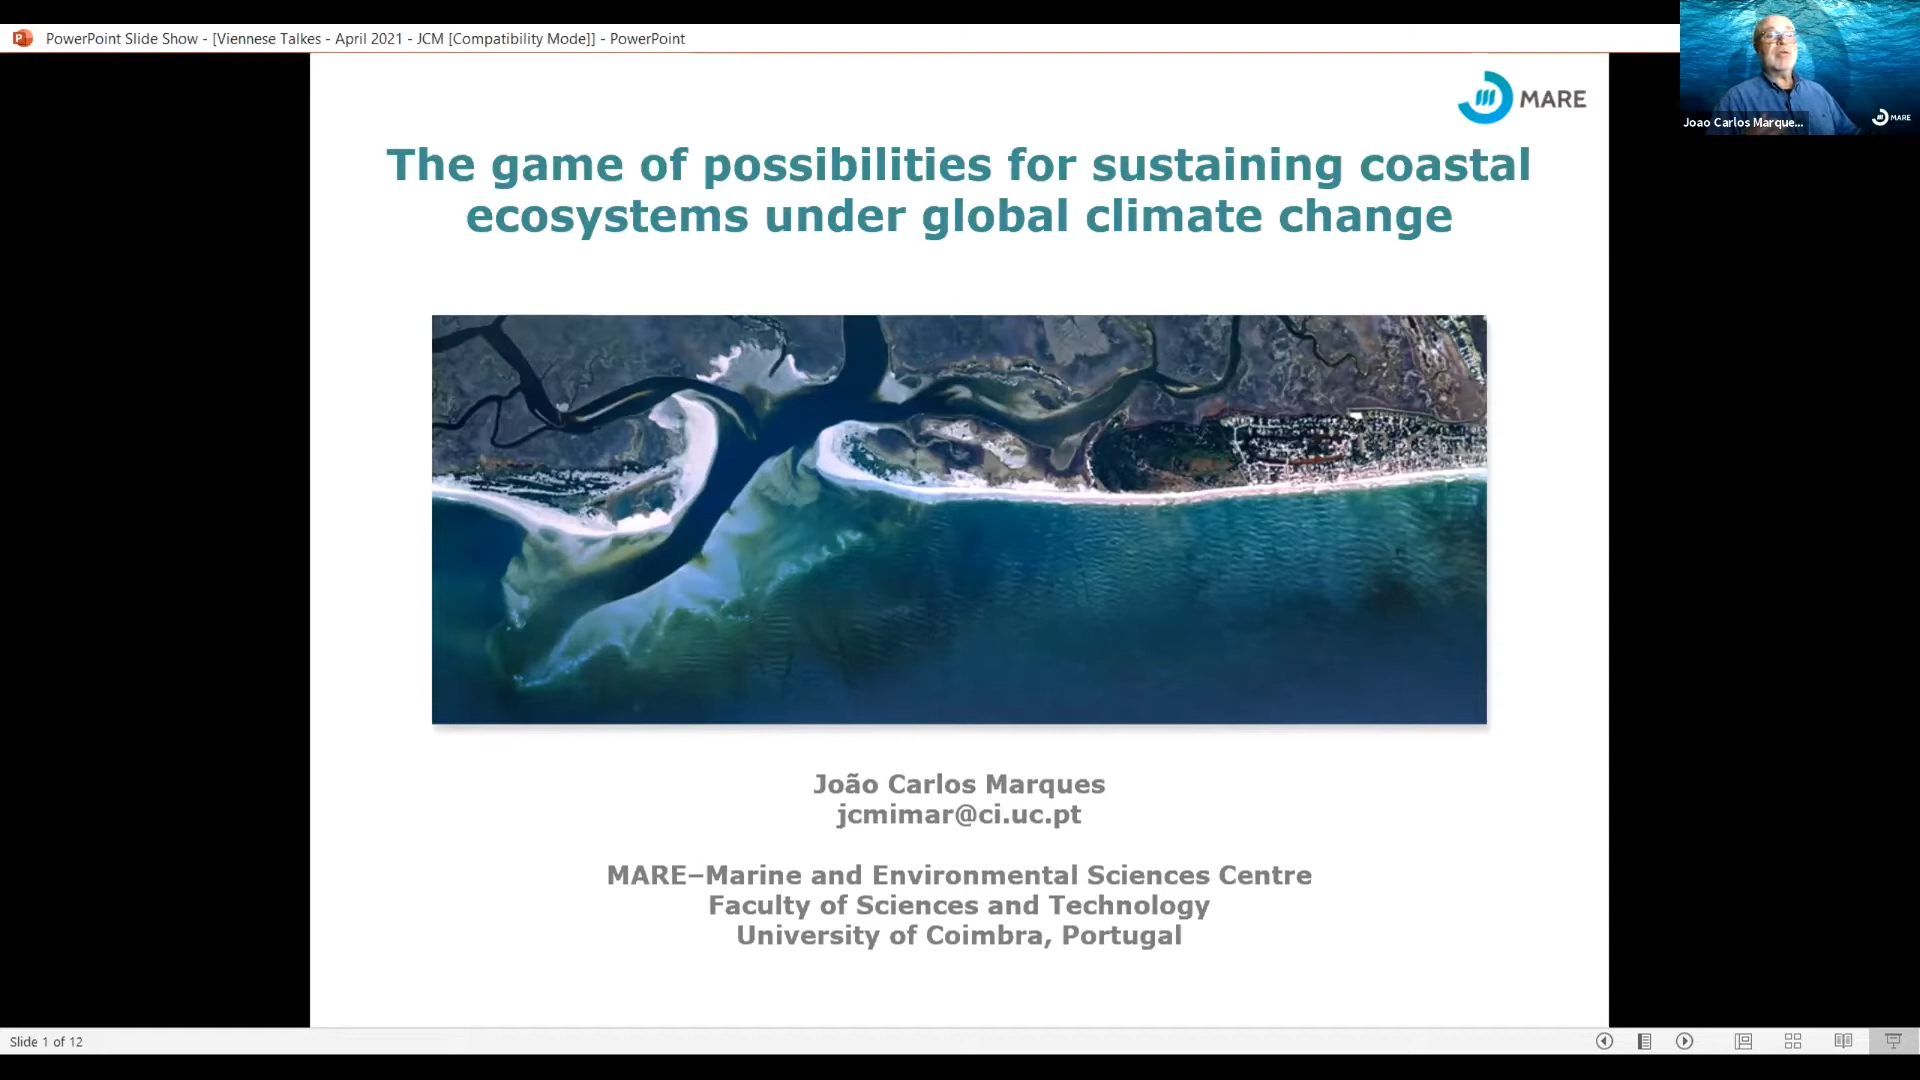 PowerPoint Slide Show - [Viennese Talkes - April 2021 - JCM [Compatibility Mode]] - PowerPoint
MARE
Joao Carlos Marque...
MARE
The game of possibilities for sustaining coastal
ecosystems under global climate change
João Carlos Marques
jcmimar@ci.uc.pt
MARE–Marine and Environmental Sciences Centre
Faculty of Sciences and Technology
University of Coimbra, Portugal
Slide 1 of 12